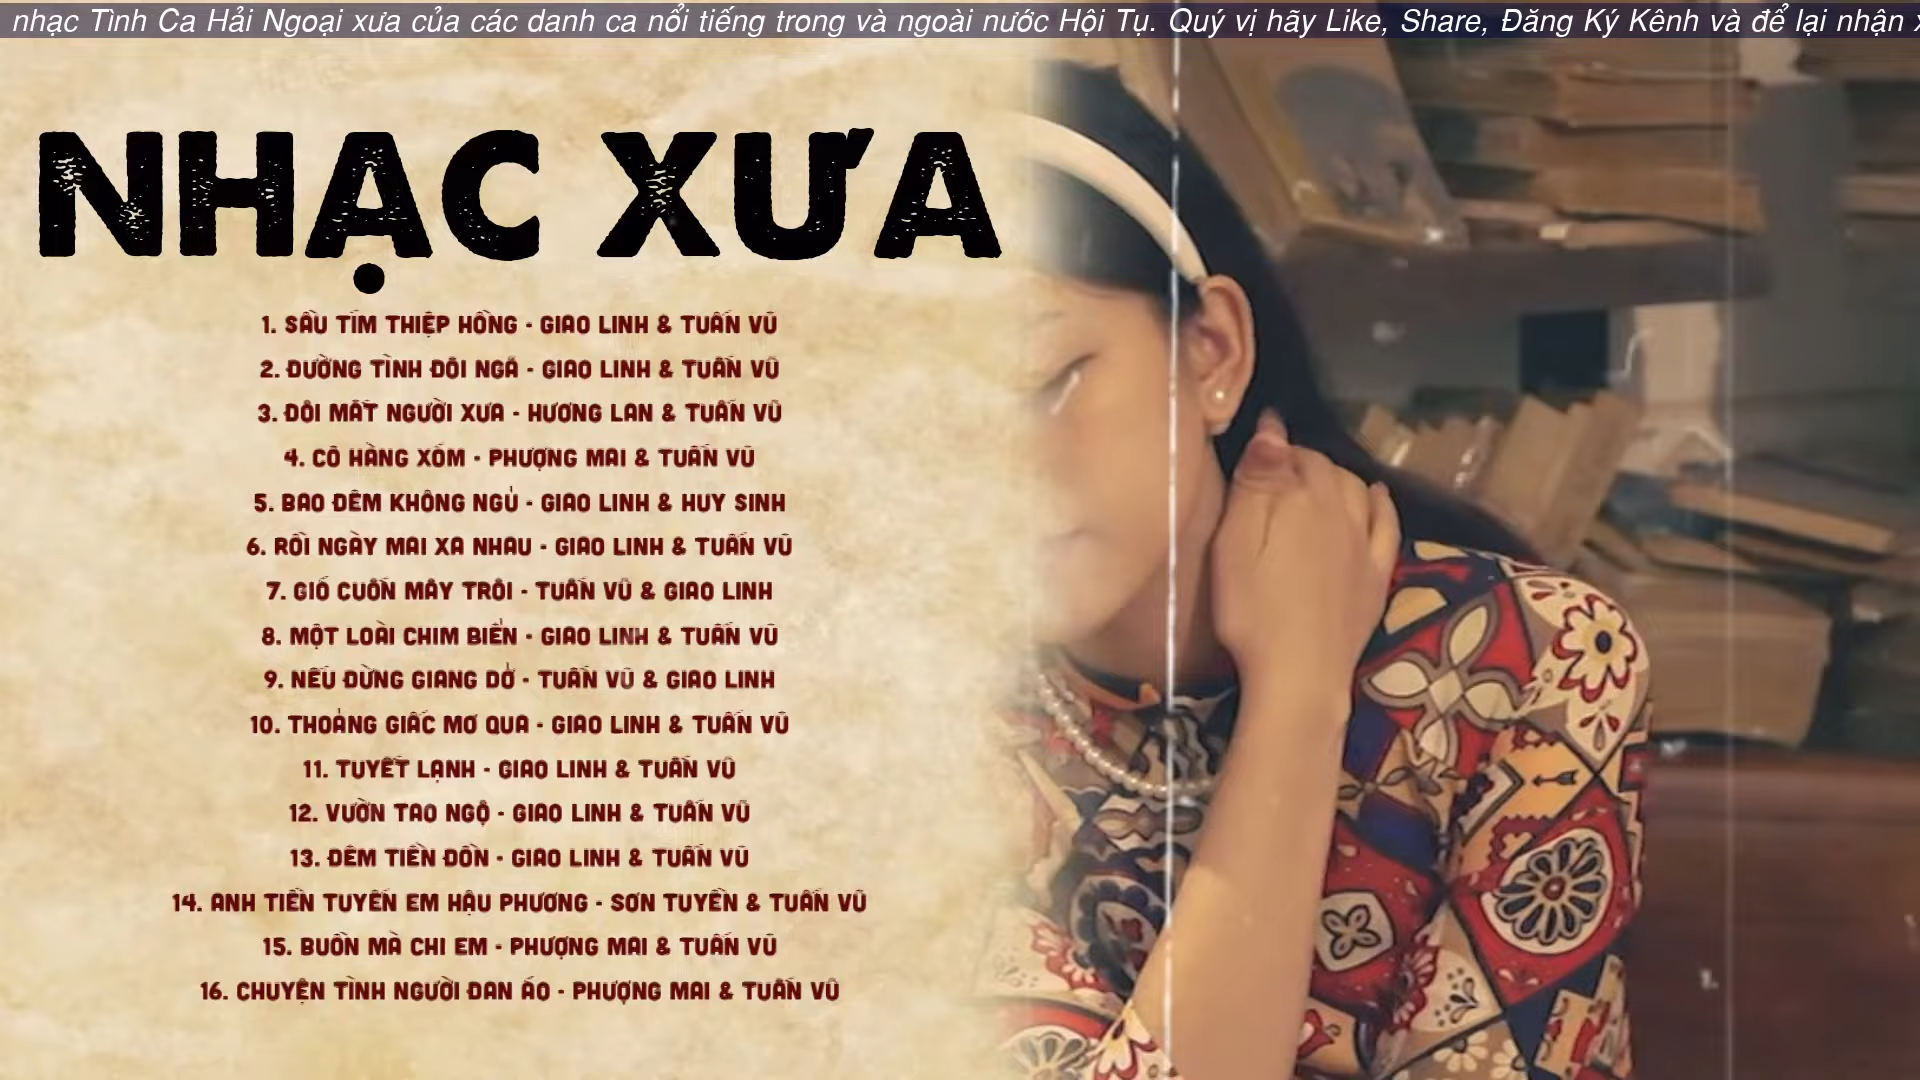 nhạc Tình Ca Hải Ngoại xưa của các danh ca nổi tiếng trong và ngoài nước Hội Tụ. Quý vị hãy Like, Share, Đăng Ký Kênh và để lại nhận
NHẠC XƯA
1. SẦU TÍM THIỆP HỒNG - GIAO LINH & TUẤN VŨ
2. ĐƯỜNG TÌNH ĐÔI NGẢ - GIAO LINH & TUẤN VŨ
3. ĐÔI MẮT NGƯỜI XƯA - HƯƠNG LAN & TUẤN VŨ
4. CÔ HÀNG XÓM - PHƯỢNG MAI & TUẤN VŨ
5. BAO ĐÊM KHÔNG NGỦ - GIAO LINH & HUY SINH
6. RỒI NGÀY MAI XA NHAU - GIAO LINH & TUẤN VŨ
7. GIÓ CUỐN MÂY TRÔI - TUẤN VŨ & GIAO LINH
8. MỘT LOÀI CHIM BIỂN - GIAO LINH & TUẤN VŨ
9. NẾU ĐỪNG GIANG DỞ - TUẤN VŨ & GIAO LINH
10. THOẢNG GIẤC MƠ QUA - GIAO LINH & TUẤN VŨ
11. TUYẾT LẠNH - GIAO LINH & TUẤN VŨ
12. VƯỜN TAO NGỘ - GIAO LINH & TUẤN VŨ
13. ĐÊM TIỀN ĐỒN - GIAO LINH & TUẤN VŨ
14. ANH TIỀN TUYẾN EM HẬU PHƯƠNG - SƠN TUYỀN & TUẤN VŨ
15. BUỒN MÀ CHI EM - PHƯỢNG MAI & TUẤN VŨ
16. CHUYỆN TÌNH NGƯỜI ĐAN ÁO - PHƯỢNG MAI & TUẤN VŨ